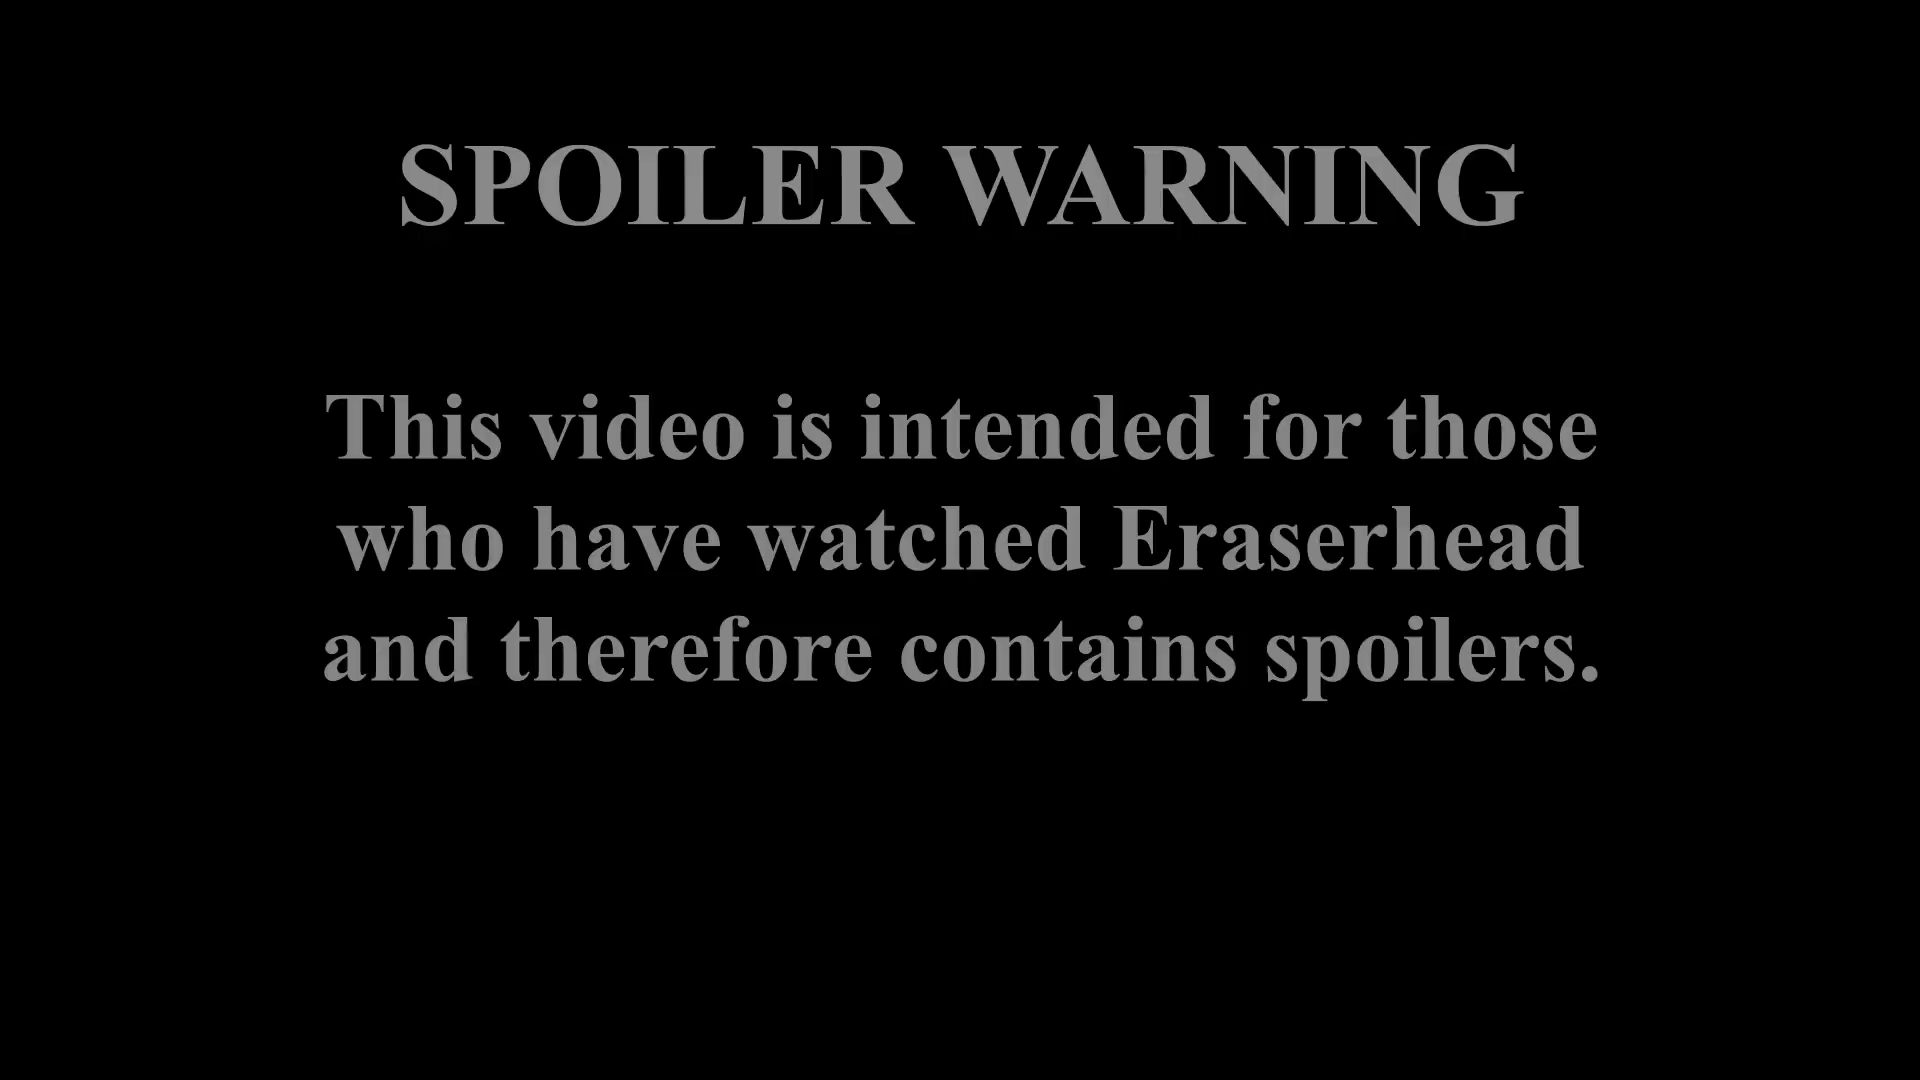 SPOILER WARNING
This video is intended for those
who have watched Eraserhead
and therefore contains spoilers.